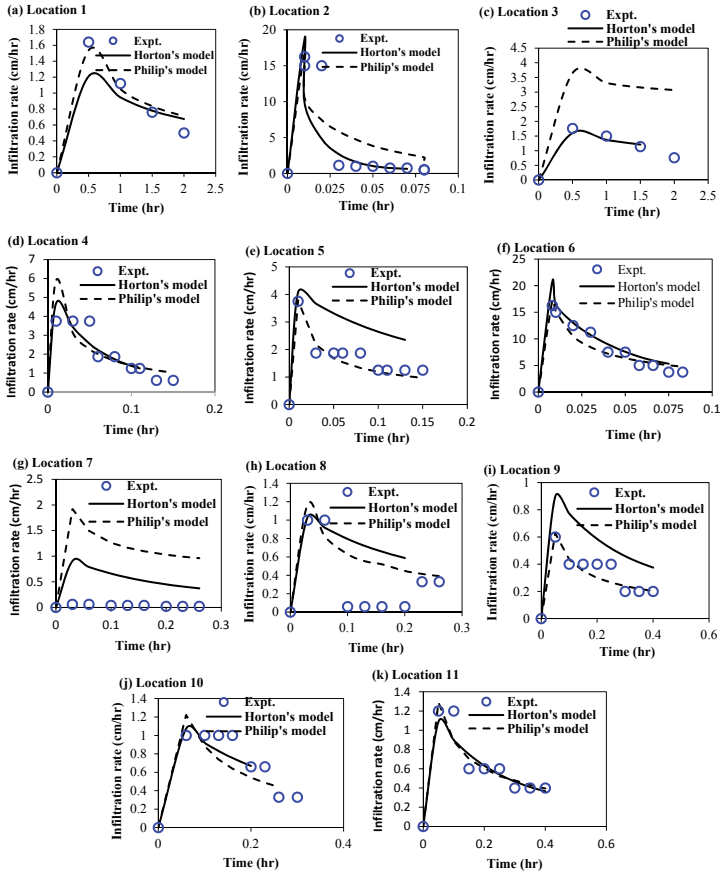 (a) Location 1
Infiltration rate (cm/hr)
1.8
1.6
1.4
1.2
1
0.8
0.6
0.4
0.2
0
Expt.
Horton's model
Philip's model
0 0.5 1 1.5 2 2.5
Time (hr)
(b) Location 2
Infiltration rate (cm/hr)
20
15
10
5
0
Expt.
Horton's model
Philip's model
0 0.025 0.05 0.075 0.1
Time (hr)
(c) Location 3
Infiltration rate (cm/hr)
4.5
4
3.5
3
2.5
2
1.5
1
0.5
0
Expt.
Horton's model
Philip's model
0 0.5 1 1.5 2 2.5
Time (hr)
(d) Location 4
Infiltration rate (cm/hr)
7
6
5
4
3
2
1
0
Expt.
Horton's model
Philip's model
0 0.1 0.2
Time (hr)
(e) Location 5
Infiltration rate (cm/hr)
5
4
3
2
1
0
Expt.
Horton's model
Philip's model
0 0.05 0.1 0.15 0.2
Time (hr)
(f) Location 6
Infiltration rate (cm/hr)
25
20
15
10
5
0
Expt.
Horton's model
Philip's model
0 0.025 0.05 0.075 0.1
Time (hr)
(g) Location 7
Infiltration rate (cm/hr)
2.5
2
1.5
1
0.5
0
Expt.
Horton's model
Philip's model
0 0.1 0.2 0.3
Time (hr)
(h) Location 8
Infiltration rate (cm/hr)
1.4
1.2
1
0.8
0.6
0.4
0.2
0
Expt.
Horton's model
Philip's model
0 0.1 0.2 0.3
Time (hr)
(i) Location 9
Infiltration rate (cm/hr)
1
0.8
0.6
0.4
0.2
0
Expt.
Horton's model
Philip's model
0 0.2 0.4 0.6
Time (hr)
(j) Location 10
Infiltration rate (cm/hr)
1.4
1.2
1
0.8
0.6
0.4
0.2
0
Expt.
Horton's model
Philip's model
0 0.2 0.4
Time (hr)
(k) Location 11
Infiltration rate (cm/hr)
1.4
1.2
1
0.8
0.6
0.4
0.2
0
Expt.
Horton's model
Philip's model
0 0.2 0.4 0.6
Time (hr)